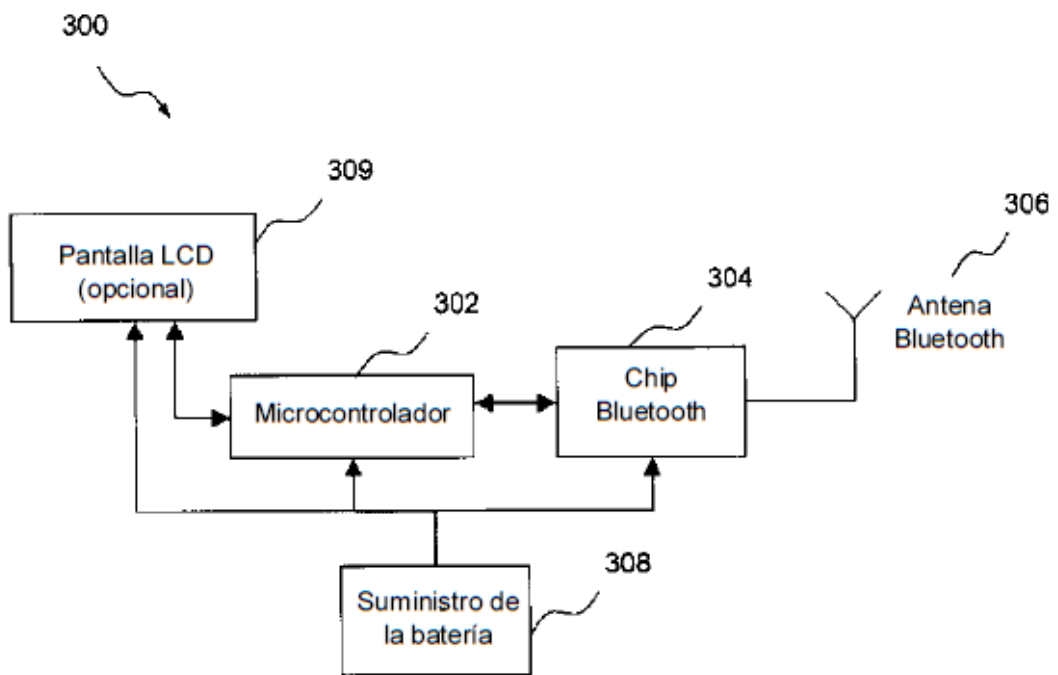 300
309
Pantalla LCD
(opcional)
306
Antena
Bluetooth
304
302
Chip
Bluetooth
Microcontrolador
308
Suministro de
la batería